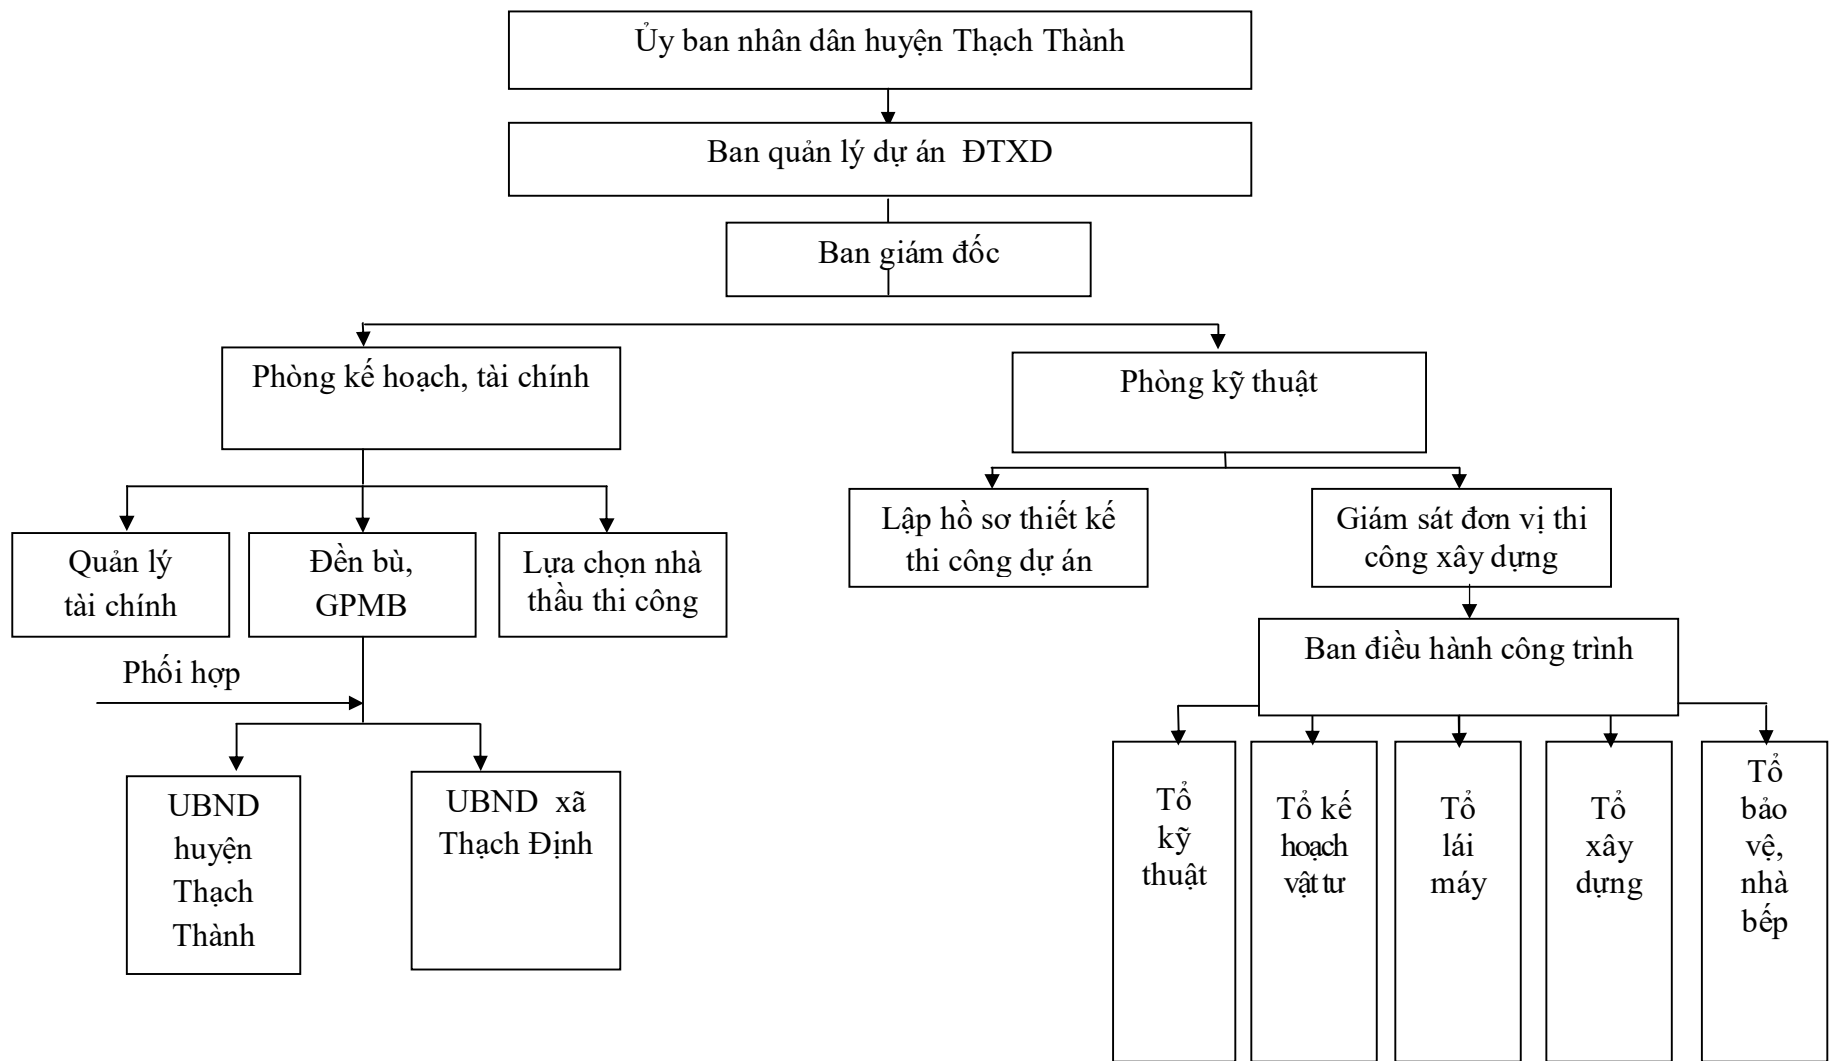 Ủy ban nhân dân huyện Thạch Thành
Ban quản lý dự án ĐTXD
Ban giám đốc
Phòng kế hoạch, tài chính
Phòng kỹ thuật
Quản lý
tài chính
Đền bù,
GPMB
Lựa chọn nhà
thầu thi công
Lập hồ sơ thiết kế
thi công dự án
Giám sát đơn vị thi
công xây dựng
Phối hợp
UBND
huyện
Thạch
Thành
UBND xã
Thạch Định
Ban điều hành công trình
Tổ
kỹ
thuật
Tổ kế
hoạch
vật tư
Tổ
lái
máy
Tổ
xây
dựng
Tổ
bảo
vệ,
nhà
bếp